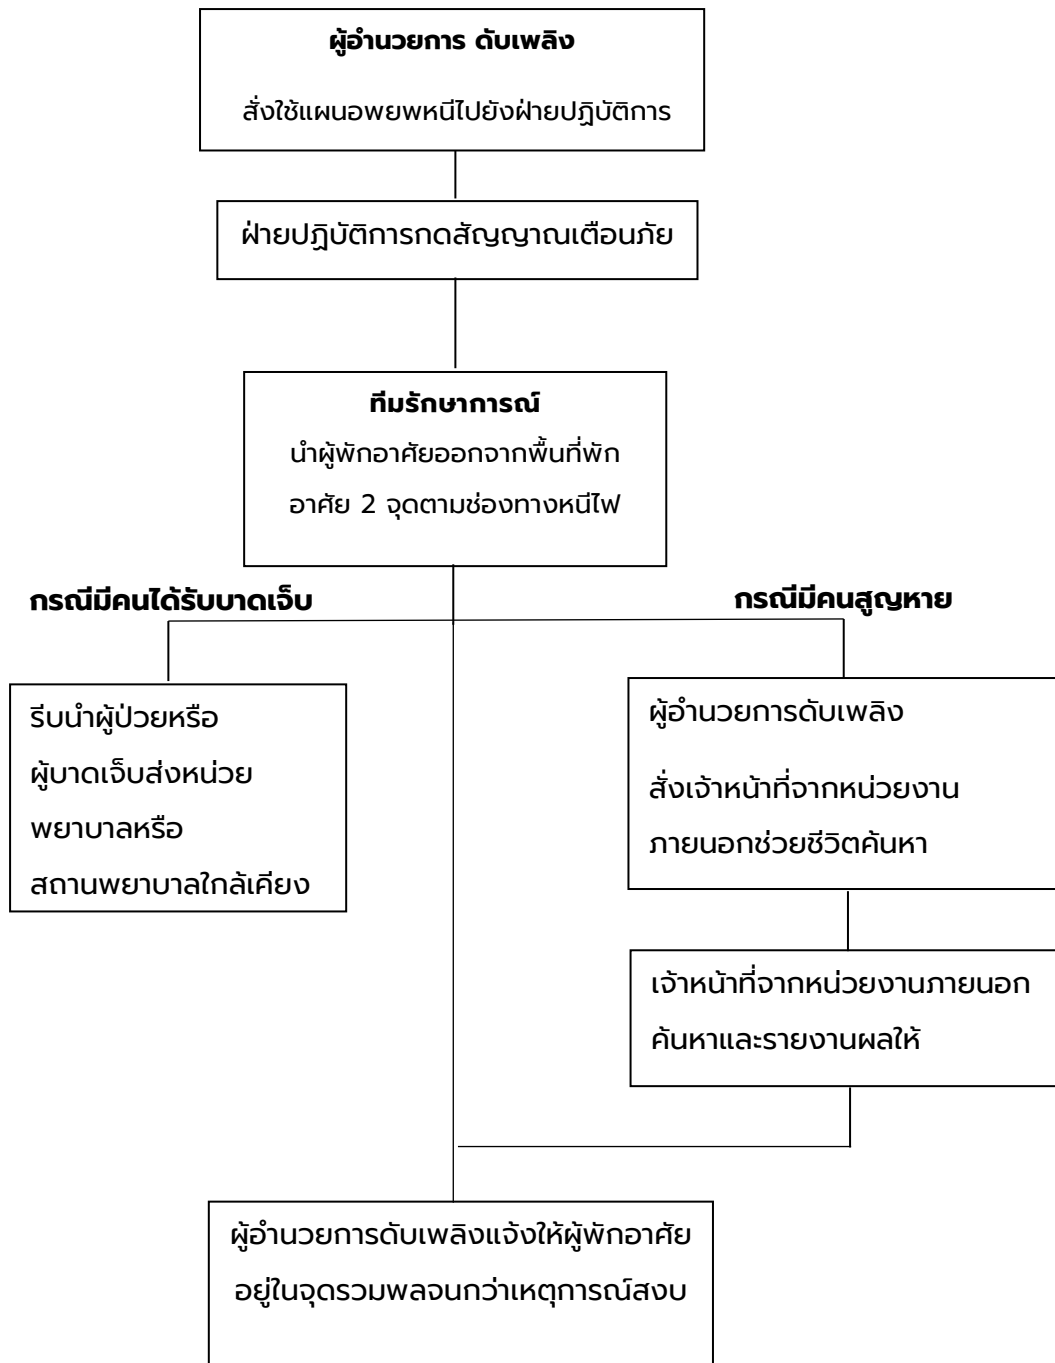 ผู้อำนวยการ ดับเพลิง
สั่งใช้แผนอพยพหนีไปยังฝ่ายปฏิบัติการ
ฝ่ายปฏิบัติการกดสัญญาณเตือนภัย
ทีมรักษาการณ์
นำผู้พักอาศัยออกจากพื้นที่พัก
อาศัย 2 จุดตามช่องทางหนีไฟ
กรณีมีคนได้รับบาดเจ็บ
กรณีมีคนสูญหาย
รีบนำผู้ป่วยหรือ
ผู้บาดเจ็บส่งหน่วย
พยาบาลหรือ
สถานพยาบาลใกล้เคียง
ผู้อำนวยการดับเพลิง
สั่งเจ้าหน้าที่จากหน่วยงาน
ภายนอกช่วยชีวิตค้นหา
เจ้าหน้าที่จากหน่วยงานภายนอก
ค้นหาและรายงานผลให้
ผู้อำนวยการดับเพลิงแจ้งให้ผู้พักอาศัย
อยู่ในจุดรวมพลจนกว่าเหตุการณ์สงบ